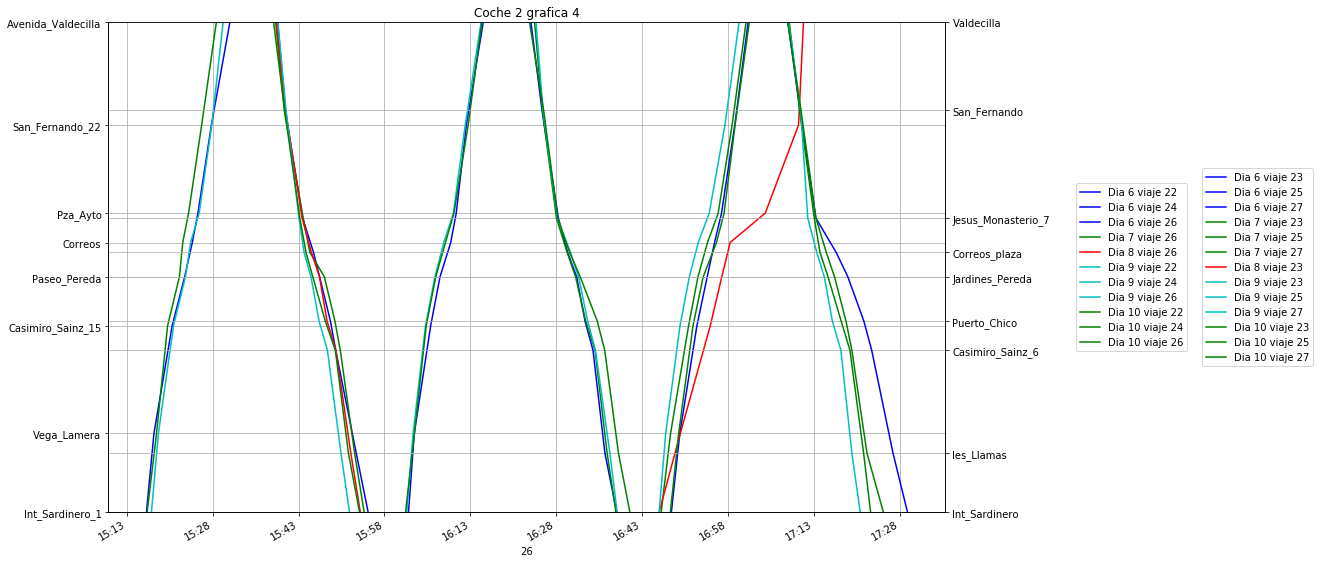 Coche 2 grafica 4
Avenida_Valdecilla
San_Fernando_22
Pza_Ayto
Correos
Paseo_Pereda
Casimiro_Sainz_15
Vega_Lamera
Int_Sardinero_1
Valdecilla
San_Fernando
Jesus_Monasterio_7
Correos_plaza
Jardines_Pereda
Puerto_Chico
Casimiro_Sainz_6
Ies_Llamas
Int_Sardinero
15:13
15:28
15:43
15:58
16:13
16:28
16:43
16:58
17:13
17:28
26
Dia 6 viaje 22
Dia 6 viaje 24
Dia 6 viaje 26
Dia 7 viaje 26
Dia 8 viaje 26
Dia 9 viaje 22
Dia 9 viaje 24
Dia 9 viaje 26
Dia 10 viaje 22
Dia 10 viaje 24
Dia 10 viaje 26
Dia 6 viaje 23
Dia 6 viaje 25
Dia 6 viaje 27
Dia 7 viaje 23
Dia 7 viaje 25
Dia 7 viaje 27
Dia 8 viaje 23
Dia 9 viaje 23
Dia 9 viaje 25
Dia 9 viaje 27
Dia 10 viaje 23
Dia 10 viaje 25
Dia 10 viaje 27